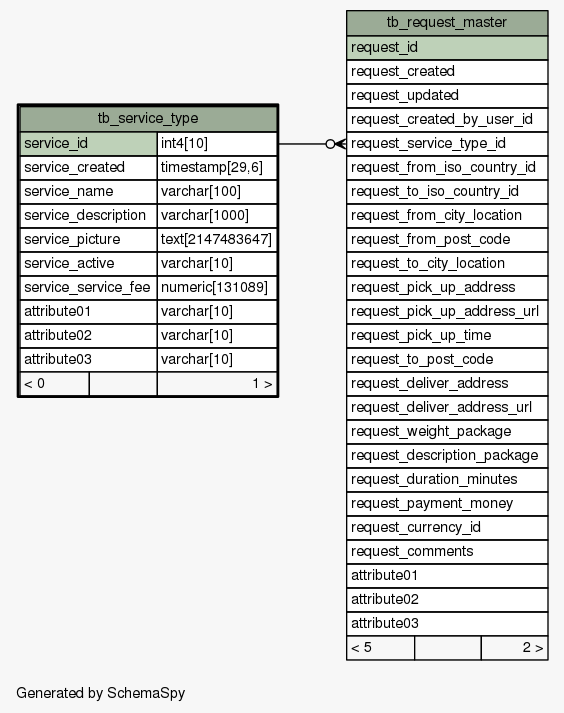 tb_service_type
service_id int4[10]
service_created timestamp[29,6]
service_name varchar[100]
service_description varchar[1000]
service_picture text[2147483647]
service_active varchar[10]
service_service_fee numeric[131089]
attribute01 varchar[10]
attribute02 varchar[10]
attribute03 varchar[10]
< 0 1 >
tb_request_master
request_id
request_created
request_updated
request_created_by_user_id
request_service_type_id
request_from_iso_country_id
request_to_iso_country_id
request_from_city_location
request_from_post_code
request_to_city_location
request_pick_up_address
request_pick_up_address_url
request_pick_up_time
request_to_post_code
request_deliver_address
request_deliver_address_url
request_weight_package
request_description_package
request_duration_minutes
request_payment_money
request_currency_id
request_comments
attribute01
attribute02
attribute03
< 5 2 >
Generated by SchemaSpy